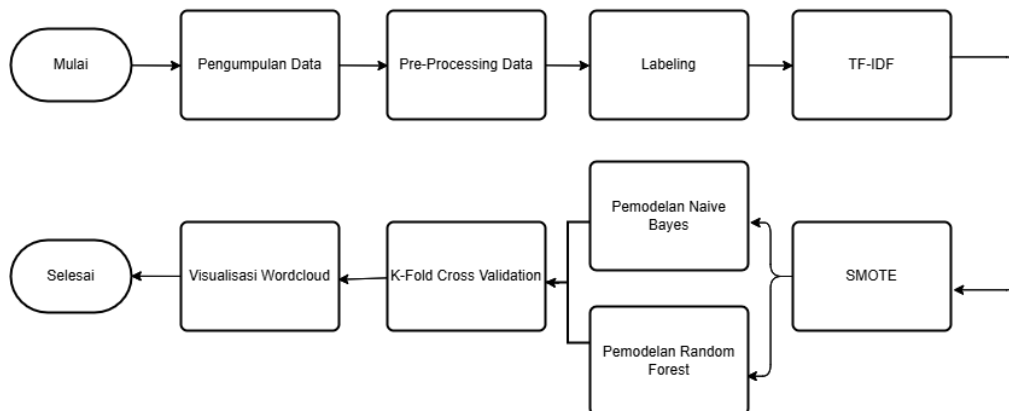 Mulai
Pengumpulan Data
Pre-Processing Data
Labeling
TF-IDF
SMOTE
Pemodelan Naive
Bayes
Pemodelan Random
Forest
K-Fold Cross Validation
Visualisasi Wordcloud
Selesai